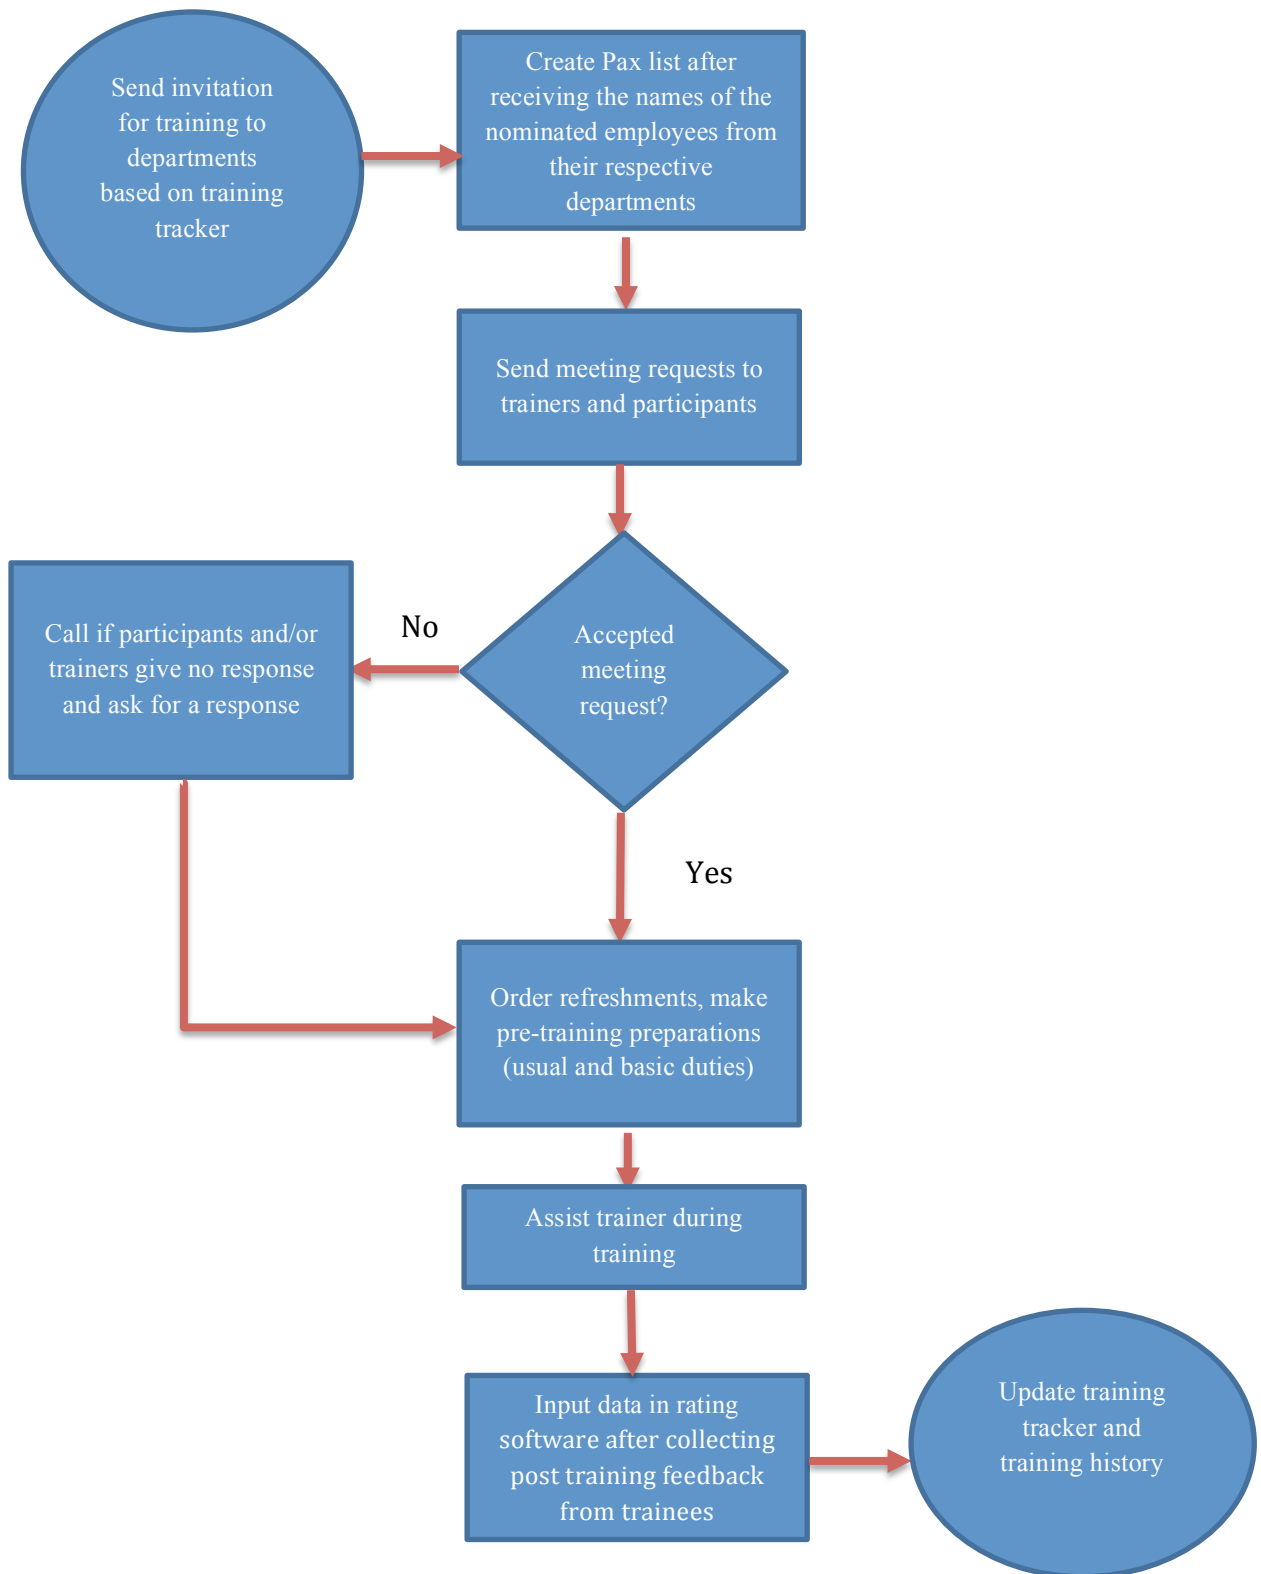 Send invitation
for training to
departments
based on training
tracker
Create Pax list after
receiving the names of the
nominated employees from
their respective
departments
Send meeting requests to
trainers and participants
Accepted
meeting
request?
No
Call if participants and/or
trainers give no response
and ask for a response
Yes
Order refreshments, make
pre-training preparations
(usual and basic duties)
Assist trainer during
training
Input data in rating
software after collecting
post training feedback
from trainees
Update training
tracker and
training history